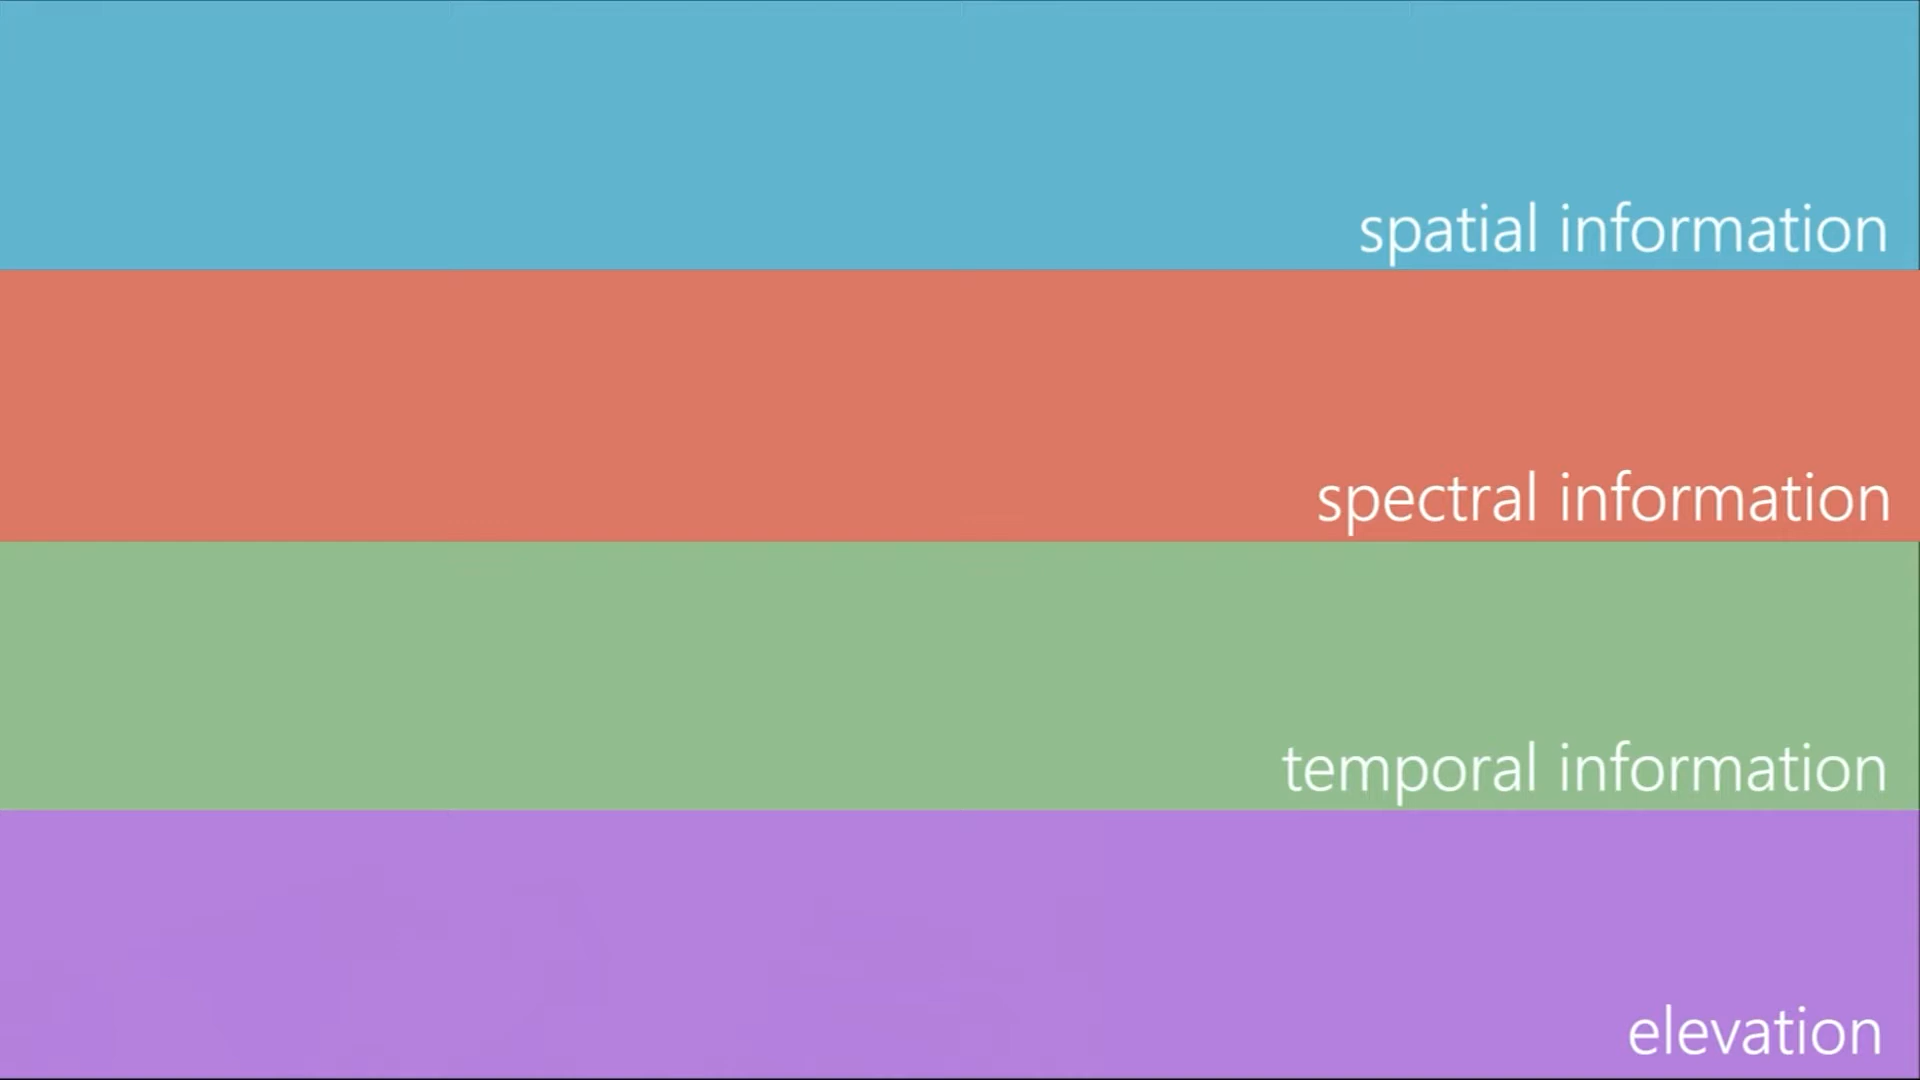 spatial information
spectral information
temporal information
elevation